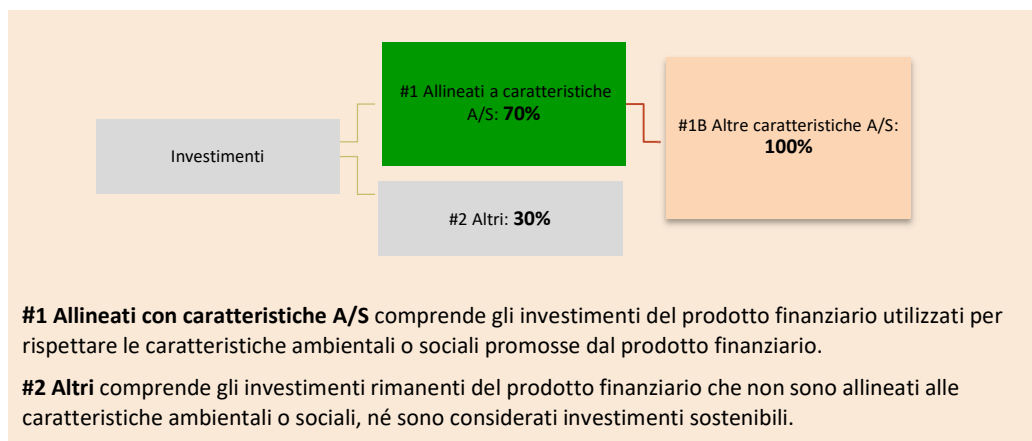 #1 Allineati a caratteristiche
A/S: 70%
#1B Altre caratteristiche A/S:
100%
Investimenti
#2 Altri: 30%
#1 Allineati con caratteristiche A/S comprende gli investimenti del prodotto finanziario utilizzati per
rispettare le caratteristiche ambientali o sociali promosse dal prodotto finanziario.
#2 Altri comprende gli investimenti rimanenti del prodotto finanziario che non sono allineati alle
caratteristiche ambientali o sociali, né sono considerati investimenti sostenibili.